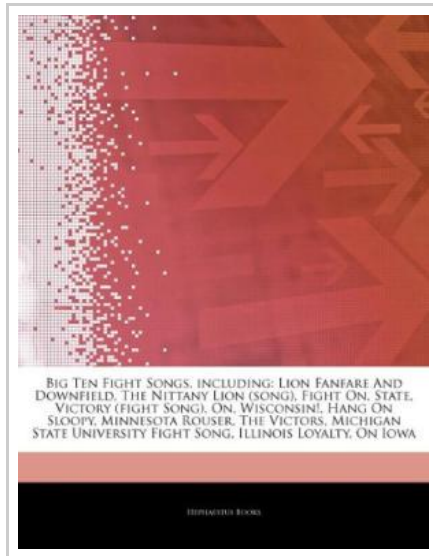 BIG TEN FIGHT SONGS, INCLUDING: LION FANFARE AND
DOWNFIELD, THE NITTANY LION (SONG), FIGHT ON, STATE,
VICTORY (FIGHT SONG), ON, WISCONSIN!, HANG ON
SLOOPY, MINNESOTA ROUSER, THE VICTORS, MICHIGAN
STATE UNIVERSITY FIGHT SONG, ILLINOIS LOYALTY, ON IOWA
HEPHAESTUS BOOKS